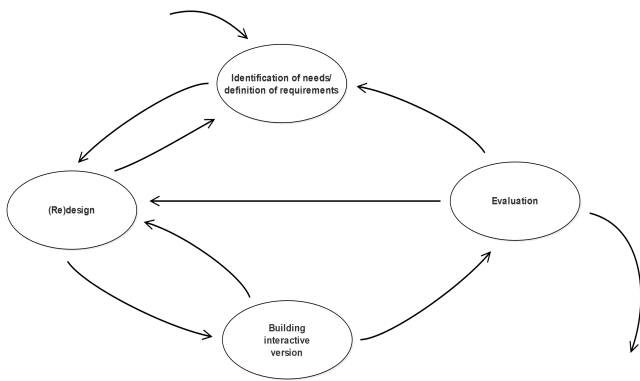 Identification of needs/
definition of requirements
(Re)design
Evaluation
Building
interactive
version